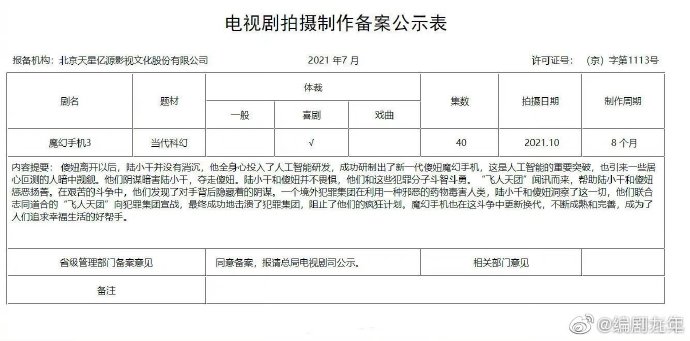 电视剧拍摄制作备案公示表
报备机构：北京天星亿源影视文化股份有限公司 2021 年7 月 许可证号：（京）字第1113号
剧名 题材 体裁 集数 拍摄日期 制作周期
一般 喜剧 戏曲
魔幻手机3 当代科幻 √ 40 2021.10 8 个月
内容提要： 傻妞离开以后，陆小千并没有消沉，他全身心投入了人工智能研发，成功研制出了新一代傻妞魔幻手机，这是人工智能的重要突破，也引来一些居
心叵测的人暗中觊觎。他们阴谋暗害陆小千，夺走傻妞。陆小千和傻妞并不畏惧，他们和这些犯罪分子斗智斗勇。“飞人天团”闻讯而来，帮助陆小千和傻妞
惩恶扬善。在艰苦的斗争中，他们发现了对手背后隐藏着的阴谋。一个境外犯罪集团在利用一种邪恶的药物毒害人类，陆小千和傻妞洞察了这一切，他们联合
志同道合的“飞人天团”向犯罪集团宣战，最终成功地击溃了犯罪集团，阻止了他们的疯狂计划。魔幻手机也在这斗争中更新换代，不断成熟和完善，成为了
人们追求幸福生活的好帮手。
省级管理部门备案意见 同意备案，报请总局电视剧司公示。 相关部门意见
备注
@编剧龙年